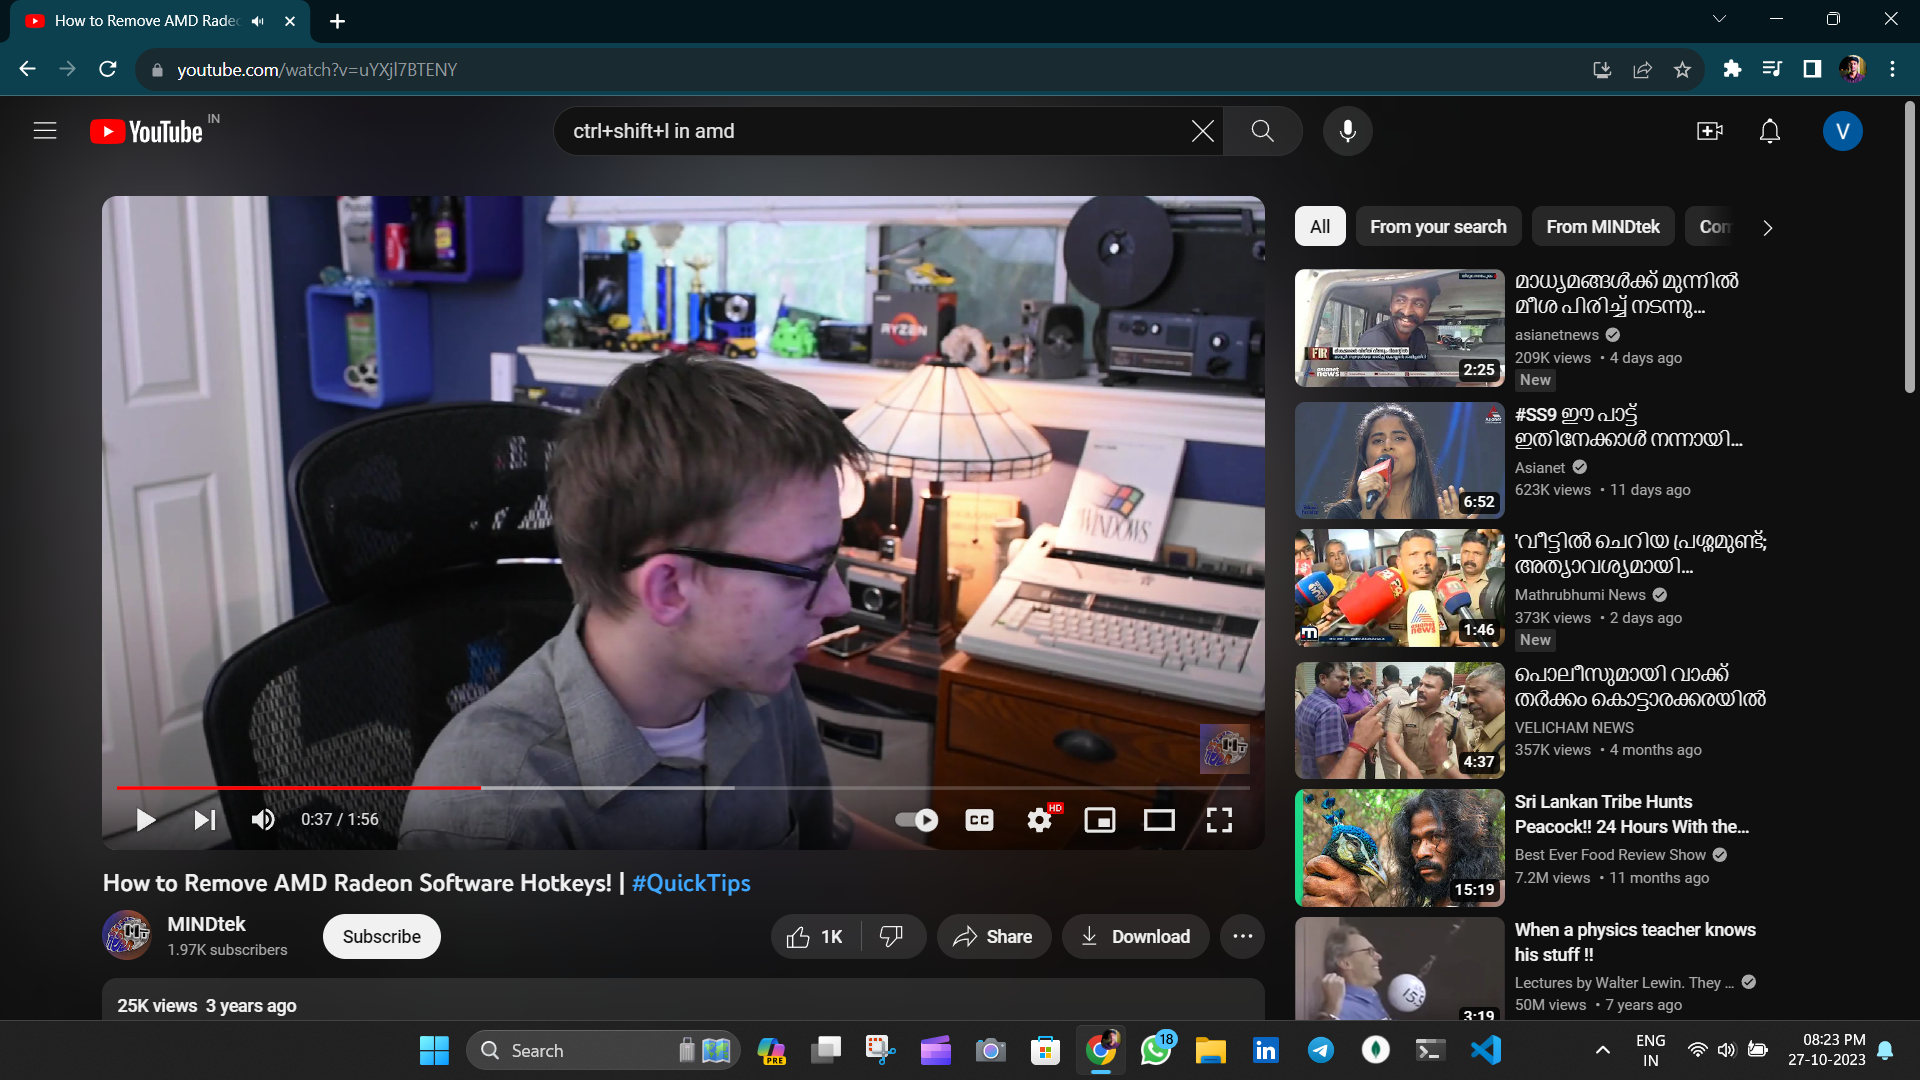 How to Remove AMD Radeo
youtube.com/watch?v=uYXjl7BTENY
YouTube IN
ctrl+shift+l in amd
V
RYZEN
WINDOWS
0:37 / 1:56
CC
HD
How to Remove AMD Radeon Software Hotkeys! | #QuickTips
MINDtek
1.97K subscribers
Subscribe
1K
Share
Download
25K views 3 years ago
All
From your search
From MINDtek
Con
മാധ്യമങ്ങൾക്ക് മുന്നിൽ
മീശ പിരിച്ച് നടന്നു...
asianetnews
209K views • 4 days ago
New
FIR
asianet
news
2:25
#SS9 ഈ പാട്ട്
ഇതിനേക്കാൾ നന്നായി...
Asianet
623K views • 11 days ago
6:52
'വീട്ടിൽ ചെറിയ പ്രശ്നമുണ്ട്;
അത്യാവശ്യമായി...
Mathrubhumi News
373K views • 2 days ago
New
1:46
പൊലീസുമായി വാക്ക്
തർക്കം കൊട്ടാരക്കരയിൽ
VELICHAM NEWS
357K views • 4 months ago
4:37
Sri Lankan Tribe Hunts
Peacock!! 24 Hours With the...
Best Ever Food Review Show
7.2M views • 11 months ago
15:19
When a physics teacher knows
his stuff !!
Lectures by Walter Lewin. They ...
50M views • 7 years ago
3:19
Search
PRE
18
ENG
IN
08:23 PM
27-10-2023